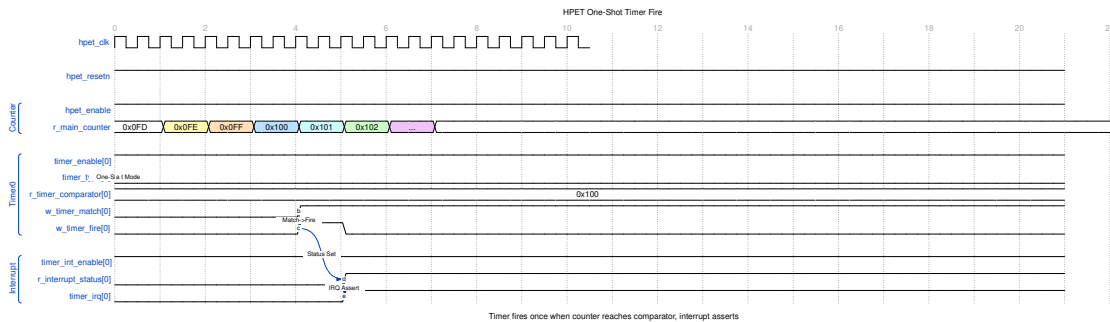 HPET One-Shot Timer Fire
0 2 4 6 8 10 12 14 16 18 20
hpet_clk
hpet_resetn
Counter
hpet_enable
r_main_counter 0x0FD 0x0FE 0x0FF 0x100 0x101 0x102 ...
Timer0
timer_enable[0]
One-Shot Mode
r_timer_comparator[0] 0x100
w_timer_match[0] b
Match->Fire
w_timer_fire[0] c
Interrupt
Status Set
timer_int_enable[0]
r_interrupt_status[0] d
IRQ Assert
timer_irq[0] e
Timer fires once when counter reaches comparator, interrupt asserts